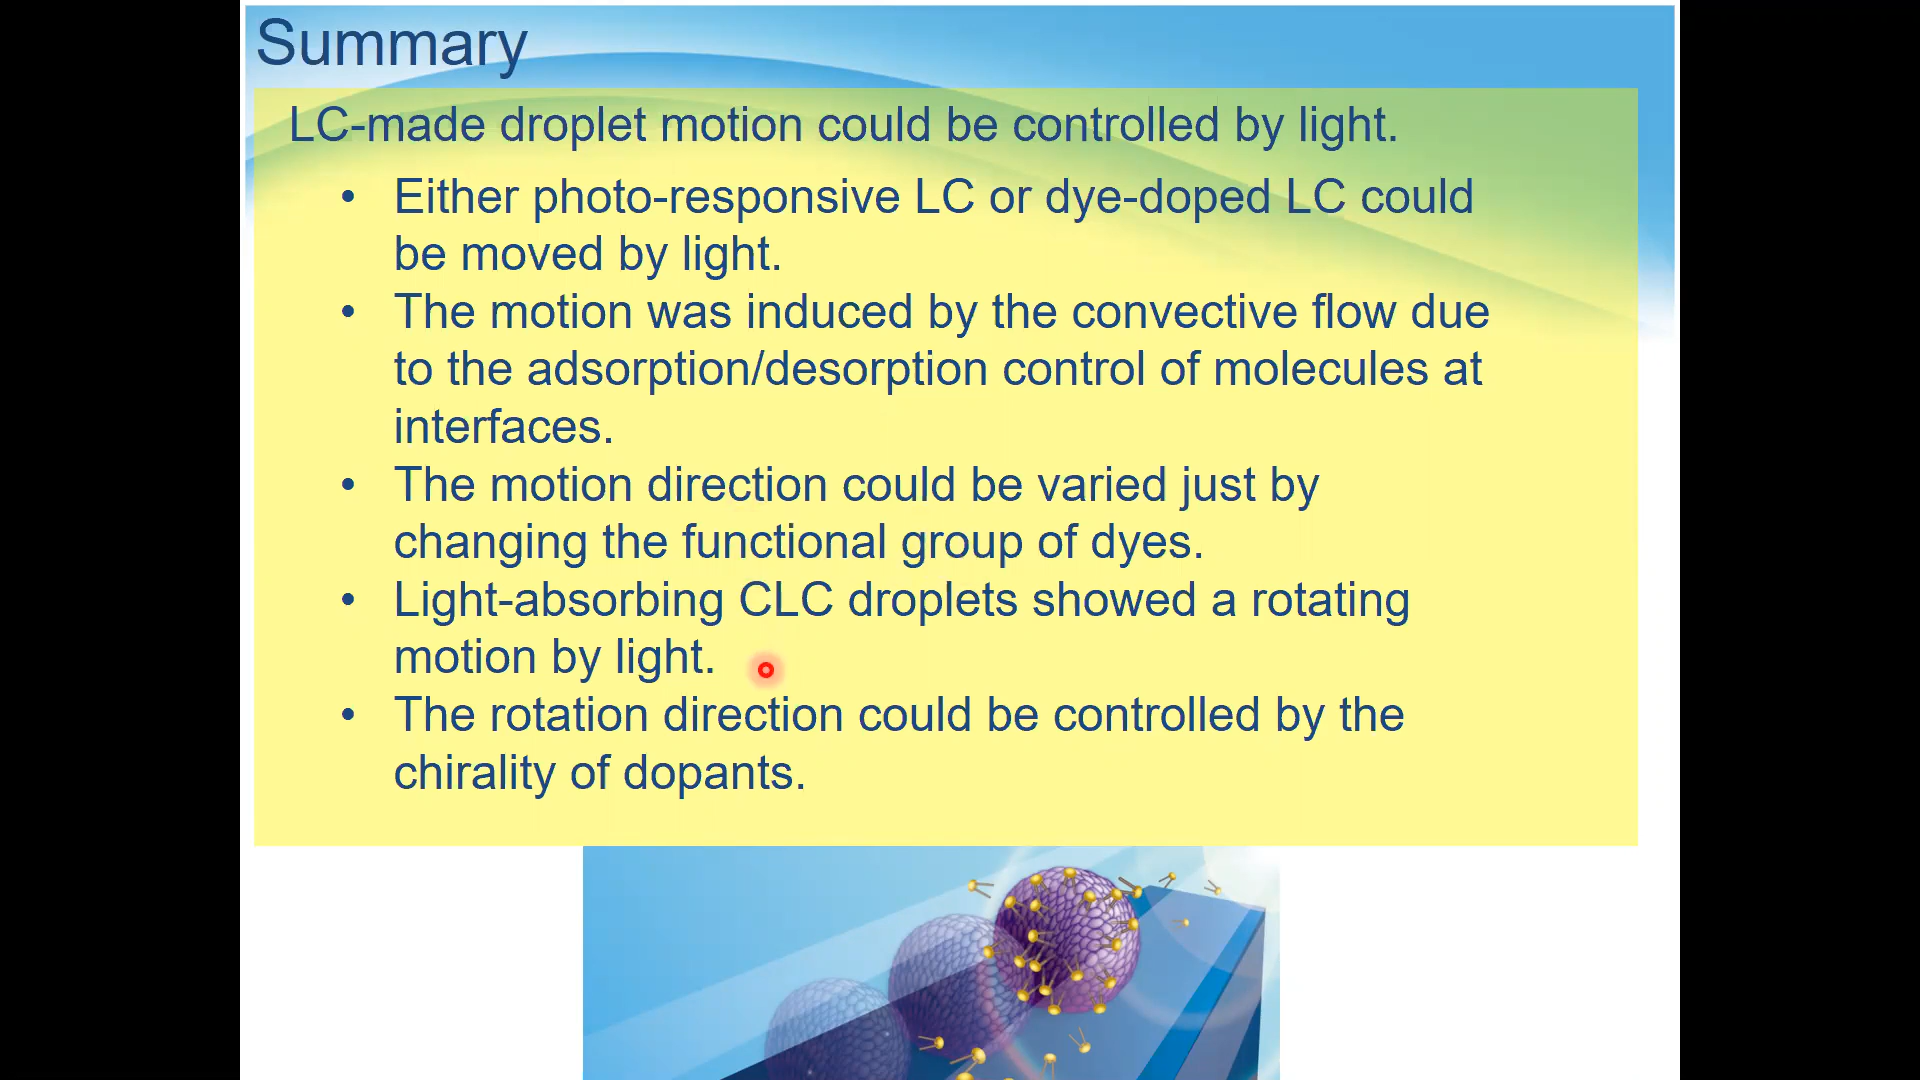 Summary
LC-made droplet motion could be controlled by light.
• Either photo-responsive LC or dye-doped LC could
be moved by light.
• The motion was induced by the convective flow due
to the adsorption/desorption control of molecules at
interfaces.
• The motion direction could be varied just by
changing the functional group of dyes.
• Light-absorbing CLC droplets showed a rotating
motion by light.
• The rotation direction could be controlled by the
chirality of dopants.